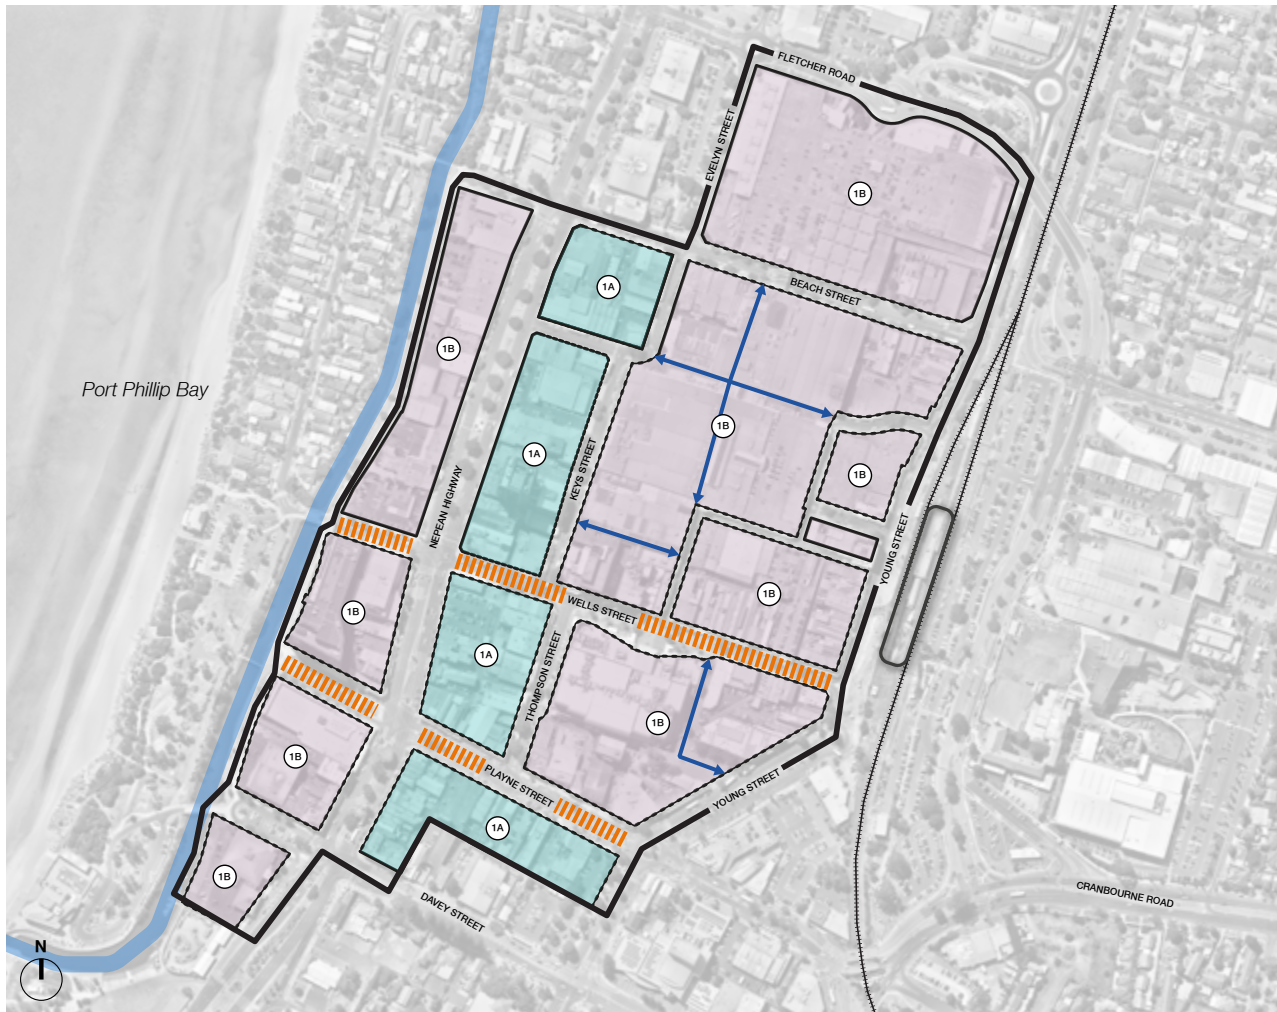 FLETCHER ROAD
EVELYN STREET
1B
BEACH STREET
1A
1B
Port Phillip Bay
1B
1A
KEYS STREET
1B
NEPEAN HIGHWAY
YOUNG STREET
1B
WELLS STREET
1B
1A
THOMPSON STREET
1B
1B
PLAYNE STREET
YOUNG STREET
1A
1B
DAVEY STREET
CRANBOURNE ROAD
N